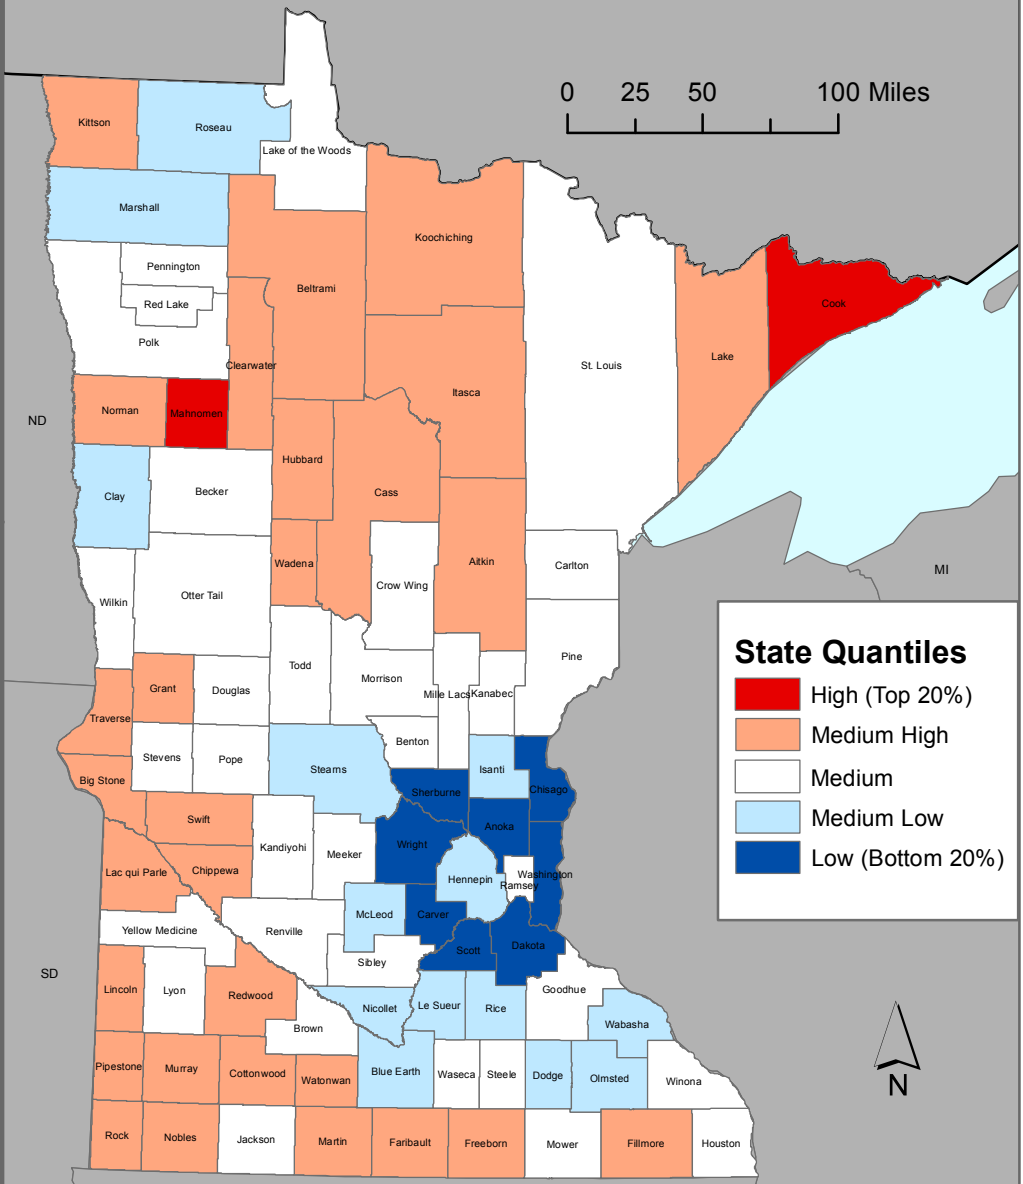 0 25 50 100 Miles
Kittson
Roseau
Lake of the Woods
Marshall
Koochiching
Pennington
Beltrami
Red Lake
Cook
Polk
Lake
Clearwater
St. Louis
Itasca
Norman
Mahnomen
ND
Hubbard
Becker
Cass
Clay
Wadena
Aitkin
Carlton
MI
Crow Wing
Otter Tail
Wilkin
Pine
Todd
Morrison
Grant
Douglas
Mille Lacs
Kanabec
Traverse
Benton
Stevens
Pope
Stearns
Isanti
Big Stone
Sherburne
Chisago
Swift
Anoka
Wright
Kandiyohi
Meeker
Lac qui Parle
Chippewa
Hennepin
Washington
Ramsey
McLeod
Carver
Yellow Medicine
Renville
Dakota
Scott
Sibley
SD
Lincoln
Lyon
Redwood
Goodhue
Nicollet
Le Sueur
Rice
Brown
Wabasha
Pipestone
Murray
Cottonwood
Watonwan
Blue Earth
Waseca
Steele
Dodge
Olmsted
Winona
Rock
Nobles
Jackson
Martin
Faribault
Freeborn
Mower
Fillmore
Houston
State Quantiles
High (Top 20%)
Medium High
Medium
Medium Low
Low (Bottom 20%)
N